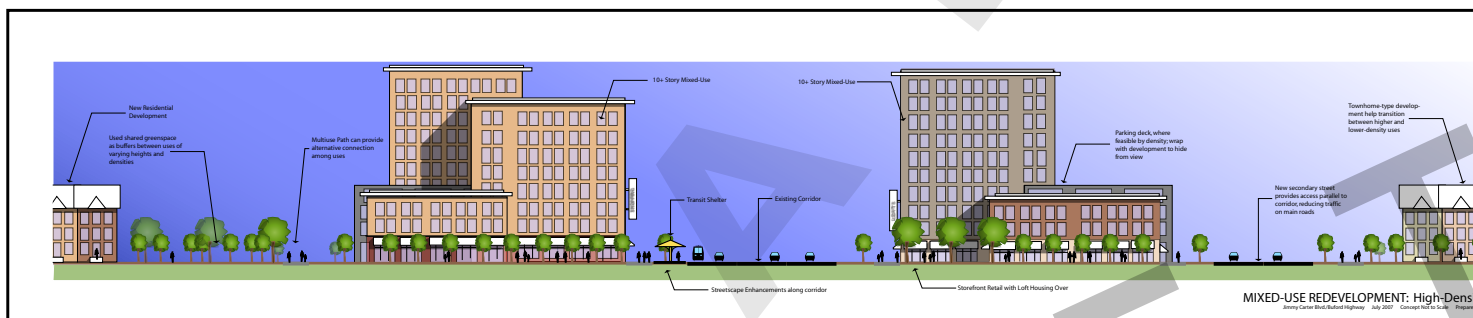 New Residential
Development
Used shared greenspace
as buffers between uses of
varying heights and
densities
Multiuse Path can provide
alternative connection
among uses
10+ Story Mixed-Use
Transit Shelter
Existing Corridor
Streetscape Enhancements along corridor
10+ Story Mixed-Use
Parking deck, where
feasible by density; wrap
with development to hide
from view
Storefront Retail with Loft Housing Over
New secondary street
provides access parallel to
corridor, reducing traffic
on main roads
Townhome-type develop-
ment help transition
between higher and
lower-density uses
MIXED-USE REDEVELOPMENT: High-Dens
Jimmy Carter Blvd./Buford Highway July 2007 Concept Not to Scale Prepare